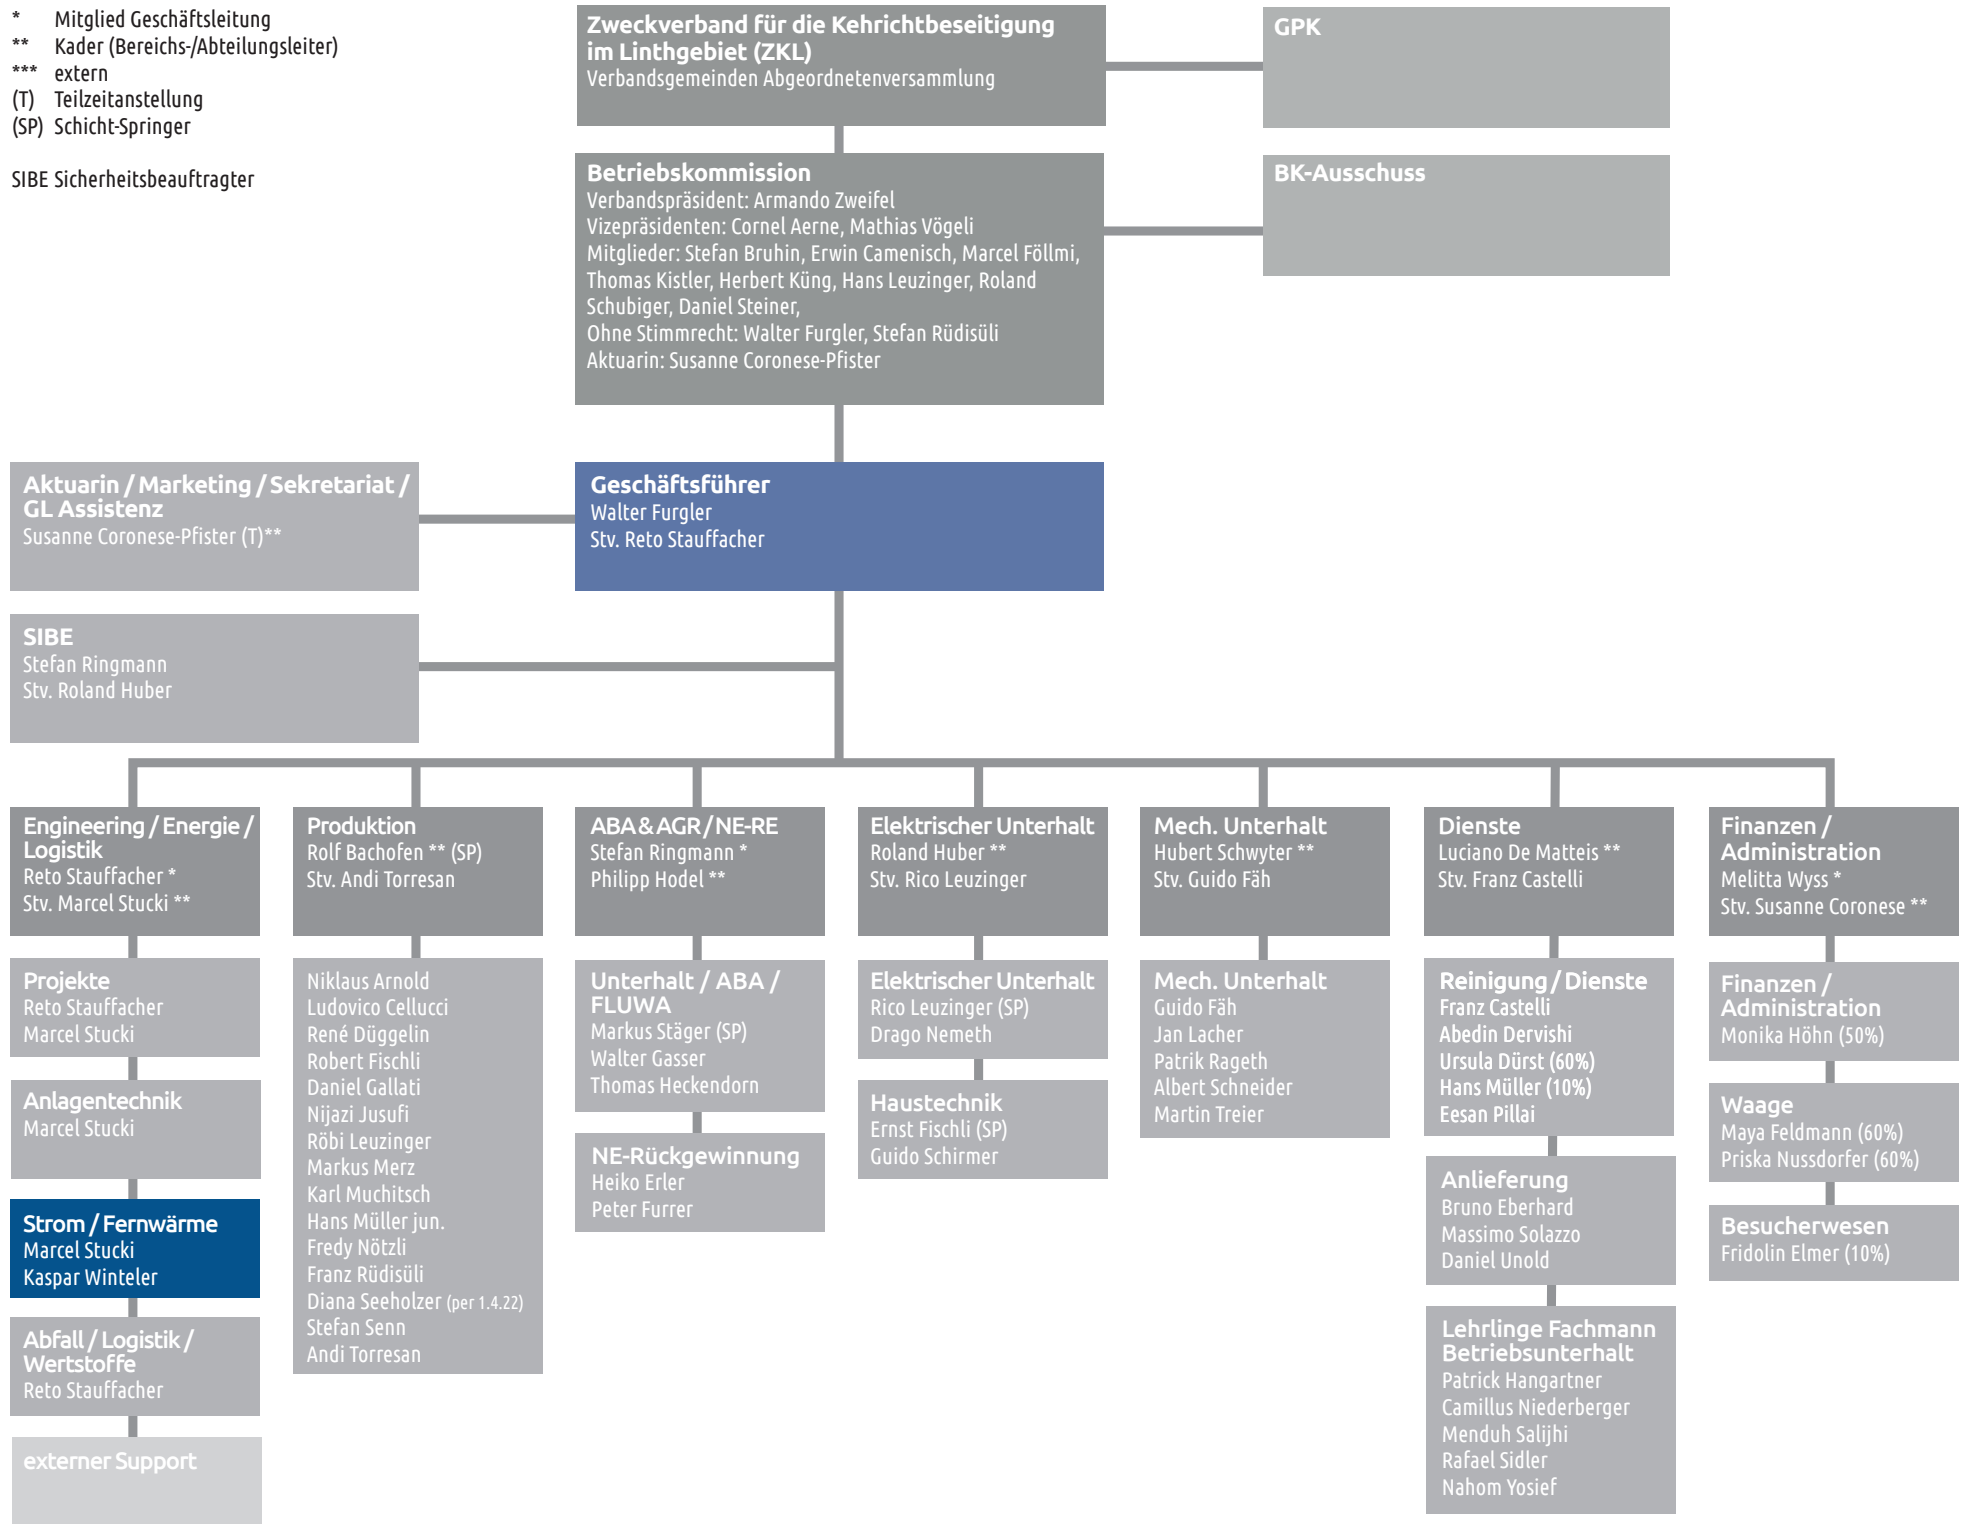 * Mitglied Geschäftsleitung
** Kader (Bereichs-/Abteilungsleiter)
*** extern
(T) Teilzeitanstellung
(SP) Schicht-Springer
SIBE Sicherheitsbeauftragter
Zweckverband für die Kehrichtbeseitigung
im Linthgebiet (ZKL)
Verbandsgemeinden Abgeordnetenversammlung
GPK
Betriebskommission
Verbandspräsident: Armando Zweifel
Vizepräsidenten: Cornel Aerne, Mathias Vögeli
Mitglieder: Stefan Bruhin, Erwin Camenisch, Marcel Föllmi,
Thomas Kistler, Herbert Küng, Hans Leuzinger, Roland
Schubiger, Daniel Steiner,
Ohne Stimmrecht: Walter Furgler, Stefan Rüdisüli
Aktuarin: Susanne Coronese-Pfister
BK-Ausschuss
Aktuarin / Marketing / Sekretariat /
GL Assistenz
Susanne Coronese-Pfister (T)**
Geschäftsführer
Walter Furgler
Stv. Reto Stauffacher
SIBE
Stefan Ringmann
Stv. Roland Huber
Engineering / Energie /
Logistik
Reto Stauffacher *
Stv. Marcel Stucki **
Projekte
Reto Stauffacher
Marcel Stucki
Anlagentechnik
Marcel Stucki
Strom / Fernwärme
Marcel Stucki
Kaspar Winteler
Abfall / Logistik /
Wertstoffe
Reto Stauffacher
externer Support
Produktion
Rolf Bachofen ** (SP)
Stv. Andi Torresan
Niklaus Arnold
Ludovico Cellucci
René Düggelin
Robert Fischli
Daniel Gallati
Nijazi Jusufi
Röbi Leuzinger
Markus Merz
Karl Muchitsch
Hans Müller jun.
Fredy Nötzli
Franz Rüdisüli
Diana Seeholzer (per 1.4.22)
Stefan Senn
Andi Torresan
ABA & AGR / NE-RE
Stefan Ringmann *
Philipp Hodel **
Unterhalt / ABA /
FLUWA
Markus Stäger (SP)
Walter Gasser
Thomas Heckendorn
NE-Rückgewinnung
Heiko Erler
Peter Furrer
Elektrischer Unterhalt
Roland Huber **
Stv. Rico Leuzinger
Elektrischer Unterhalt
Rico Leuzinger (SP)
Drago Nemeth
Haustechnik
Ernst Fischli (SP)
Guido Schirmer
Mech. Unterhalt
Hubert Schwyter **
Stv. Guido Fäh
Mech. Unterhalt
Guido Fäh
Jan Lacher
Patrik Rageth
Albert Schneider
Martin Treier
Dienste
Luciano De Matteis **
Stv. Franz Castelli
Reinigung / Dienste
Franz Castelli
Abedin Dervishi
Ursula Dürst (60%)
Hans Müller (10%)
Eesan Pillai
Anlieferung
Bruno Eberhard
Massimo Solazzo
Daniel Unold
Lehrlinge Fachmann
Betriebsunterhalt
Patrick Hangartner
Camillus Niederberger
Menduh Salijhi
Rafael Sidler
Nahom Yosief
Finanzen /
Administration
Melitta Wyss *
Stv. Susanne Coronese **
Finanzen /
Administration
Monika Höhn (50%)
Waage
Maya Feldmann (60%)
Priska Nussdorfer (60%)
Besucherwesen
Fridolin Elmer (10%)